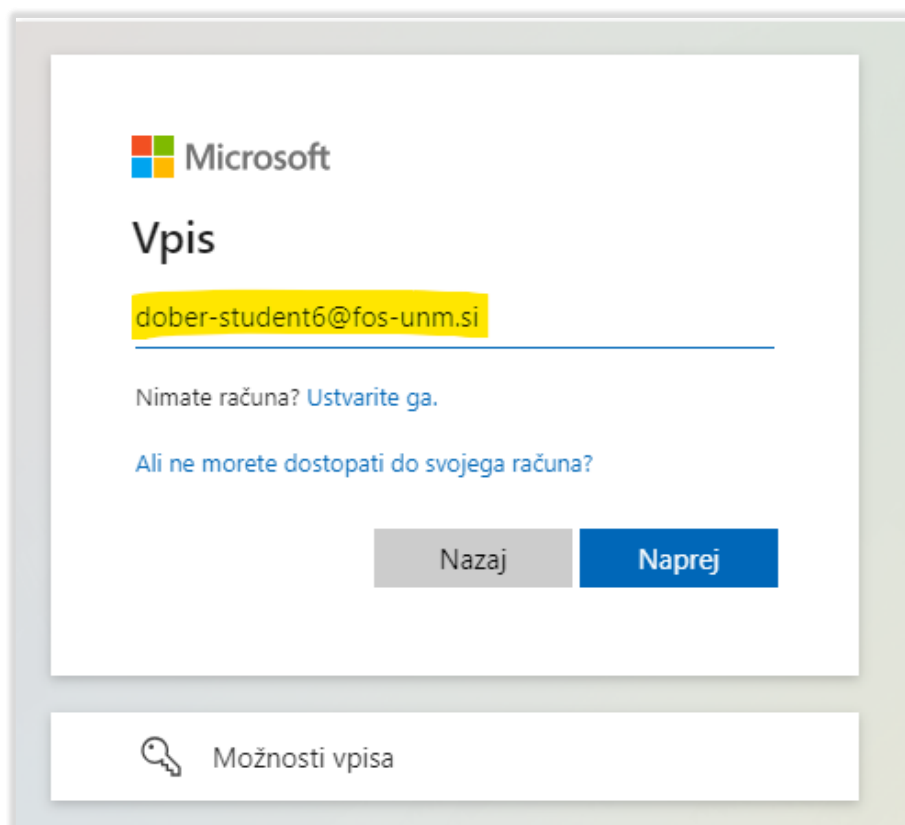 Microsoft
Vpis
dober-student6@fos-unm.si
Nimate računa? Ustvarite ga.
Ali ne morete dostopati do svojega računa?
Nazaj Naprej
Možnosti vpisa